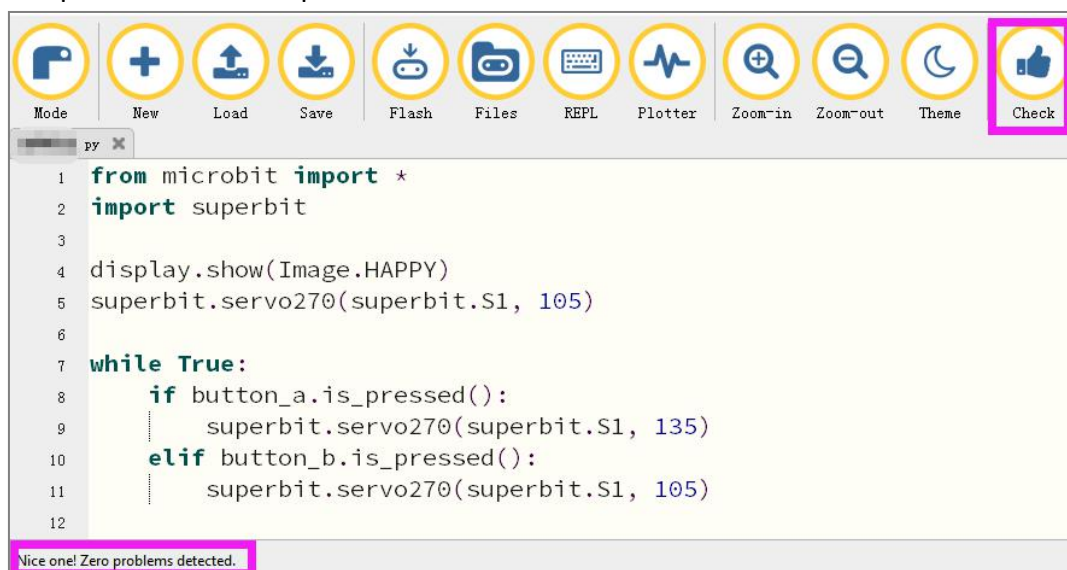 Mode New Load Save Flash Files REPL Plotter Zoom-in Zoom-out Theme Check
py
1 from microbit import *
2 import superbit
3
4 display.show(Image.HAPPY)
5 superbit.servo270(superbit.S1, 105)
6
7 while True:
8 if button_a.is_pressed():
9 superbit.servo270(superbit.S1, 135)
10 elif button_b.is_pressed():
11 superbit.servo270(superbit.S1, 105)
12
Nice one! Zero problems detected.